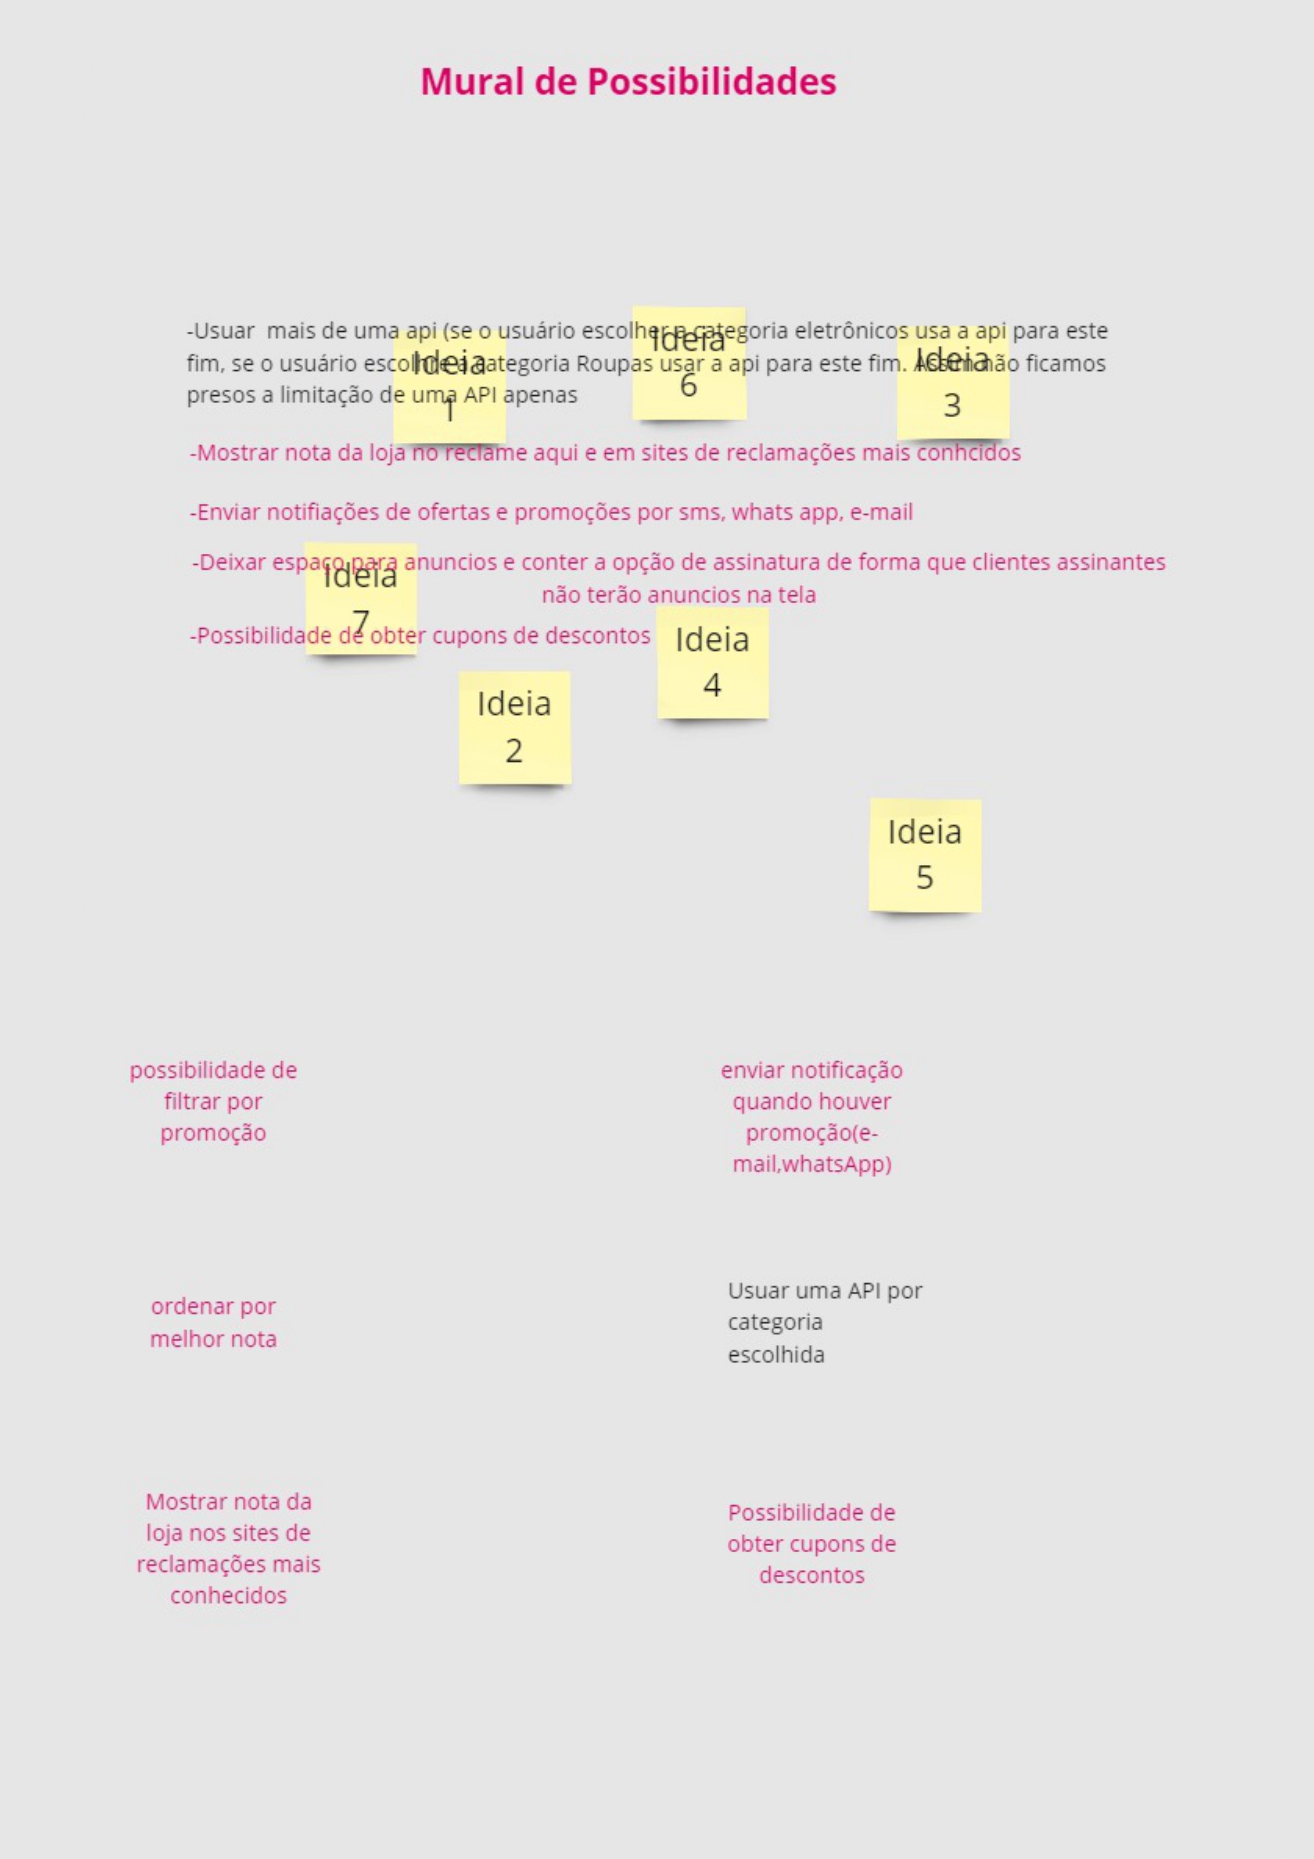 Mural de Possibilidades
-Usuar  mais de uma api (se o usuário escolher a categoria eletrônicos usa a api para este
fim, se o usuário escolhre a categoria Roupas usar a api para este fim. Assim não ficamos
presos a limitação de uma API apenas
Ideia
1
Ideia
6
Ideia
3
-Mostrar nota da loja no reclame aqui e em sites de reclamações mais conhcidos
-Enviar notifiações de ofertas e promoções por sms, whats app, e-mail
-Deixar espaço para anuncios e conter a opção de assinatura de forma que clientes assinantes
não terão anuncios na tela
Ideia
7
-Possibilidade de obter cupons de descontos
Ideia
4
Ideia
2
Ideia
5
possibilidade de
filtrar por
promoção
enviar notificação
quando houver
promoção(e-
mail,whatsApp)
ordenar por
melhor nota
Usuar uma API por
categoria
escolhida
Mostrar nota da
loja nos sites de
reclamações mais
conhecidos
Possibilidade de
obter cupons de
descontos